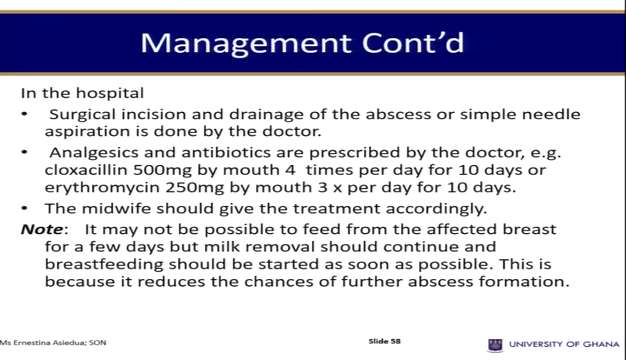 Management Cont’d
In the hospital
• Surgical incision and drainage of the abscess or simple needle
aspiration is done by the doctor.
• Analgesics and antibiotics are prescribed by the doctor, e.g.
cloxacillin 500mg by mouth 4 times per day for 10 days or
erythromycin 250mg by mouth 3 x per day for 10 days.
• The midwife should give the treatment accordingly.
Note: It may not be possible to feed from the affected breast
for a few days but milk removal should continue and
breastfeeding should be started as soon as possible. This is
because it reduces the chances of further abscess formation.
Ms Ernestina Asiedua; SON
Slide 58
UNIVERSITY OF GHANA